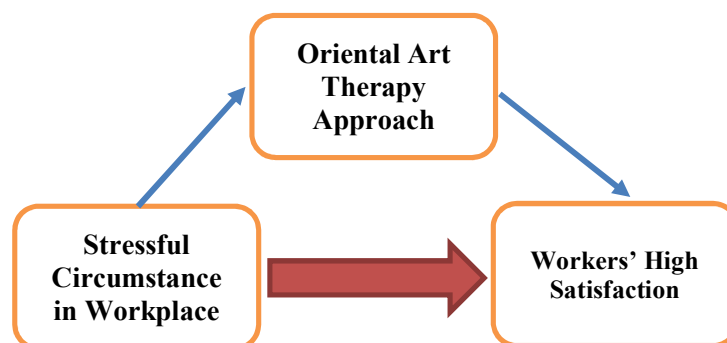 Oriental Art
Therapy
Approach
Stressful
Circumstance
in Workplace
Workers’ High
Satisfaction